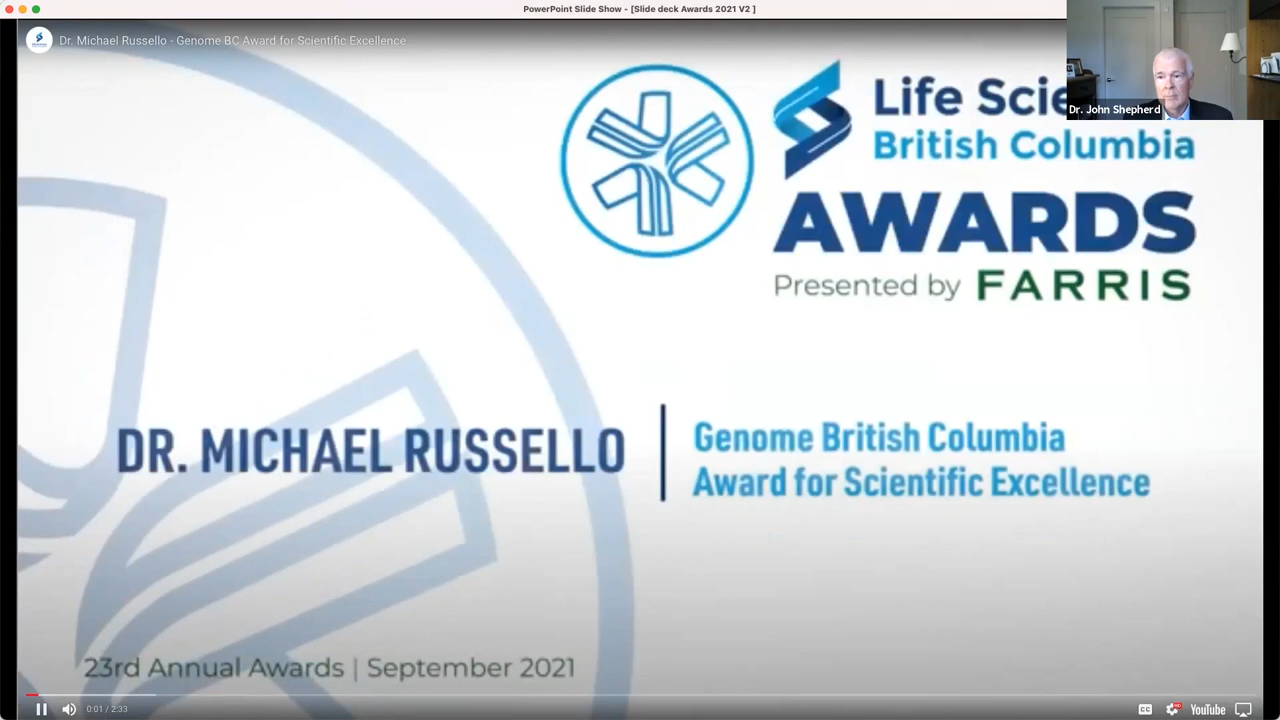 PowerPoint Slide Show - [Slide deck Awards 2021 V2 ]
Dr. Michael Russello - Genome BC Award for Scientific Excellence
Life Scie
British Columbia
AWARDS
Presented by FARRIS
Dr. John Shepherd
DR. MICHAEL RUSSELLO
Genome British Columbia
Award for Scientific Excellence
23rd Annual Awards | September 2021
0:01 / 2:33
CC
HD
YouTube